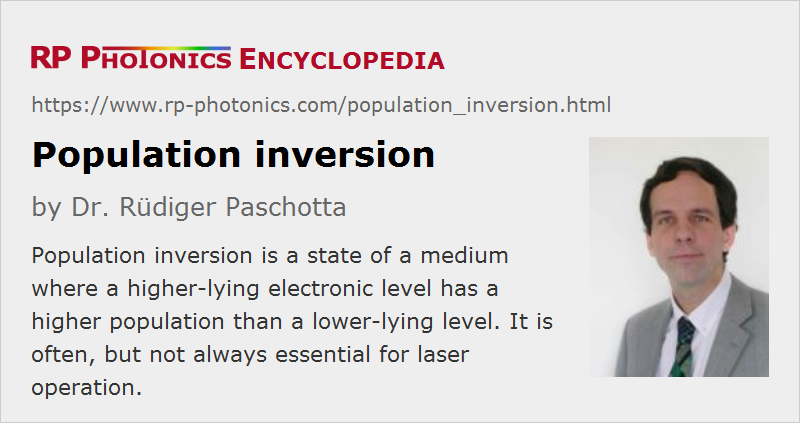 RP PHOTONICS ENCYCLOPEDIA
https://www.rp-photonics.com/population_inversion.html
Population inversion
by Dr. Rüdiger Paschotta
Population inversion is a state of a medium
where a higher-lying electronic level has a
higher population than a lower-lying level. It is
often, but not always essential for laser
operation.